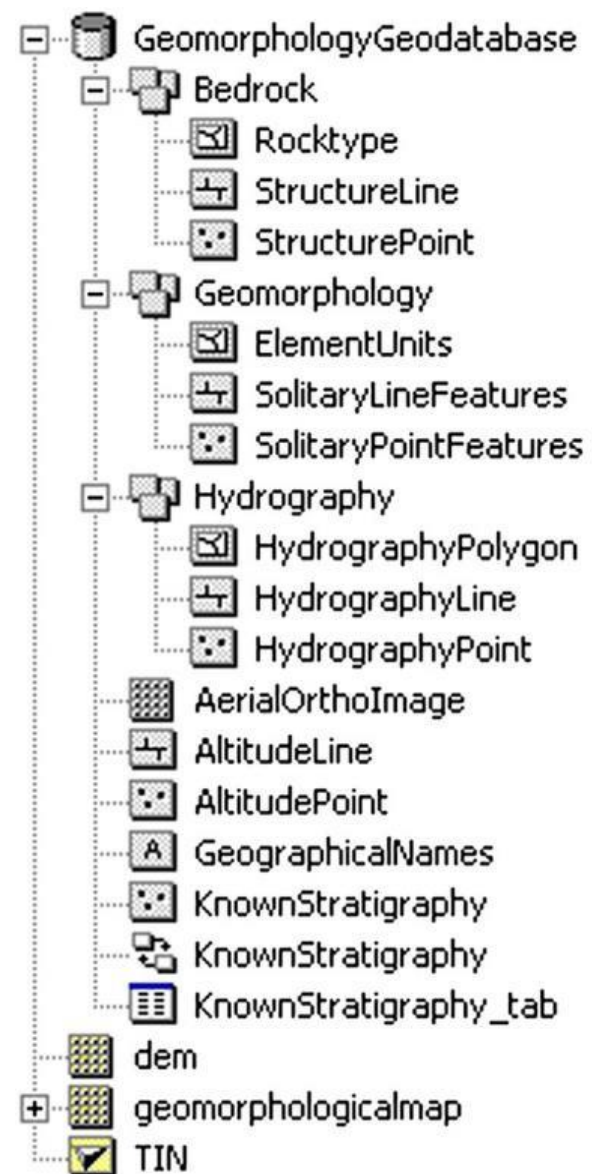 GeomorphologyGeodatabase
Bedrock
Rocktype
StructureLine
StructurePoint
Geomorphology
ElementUnits
SolitaryLineFeatures
SolitaryPointFeatures
Hydrography
HydrographyPolygon
HydrographyLine
HydrographyPoint
AerialOrthoImage
AltitudeLine
AltitudePoint
A GeographicalNames
KnownStratigraphy
KnownStratigraphy
KnownStratigraphy_tab
dem
geomorphologicalmap
TIN